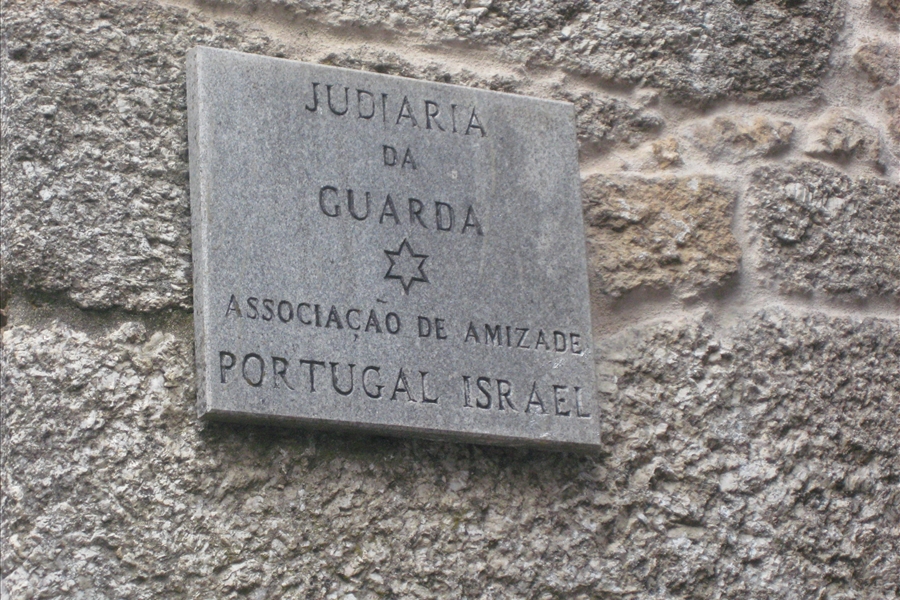 JUDIARIA
DA
GUARDA
ASSOCIAÇÃO DE AMIZADE
PORTUGAL ISRAEL